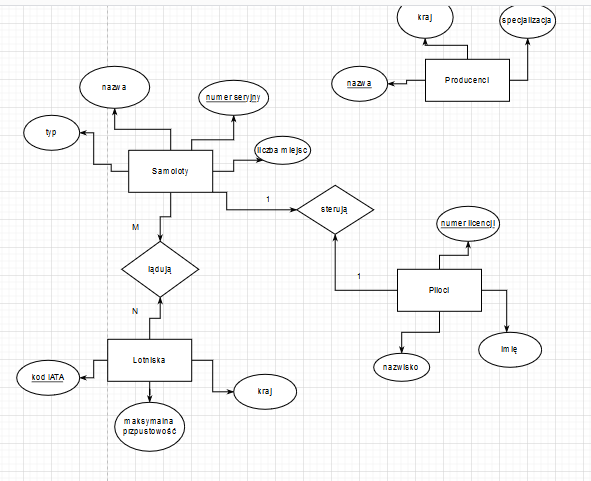 kraj
specjalizacja
nazwa
Producenci
nazwa
numer seryjny
typ
liczba miejsc
Samoloty
1
sterują
M
numer licencji
lądują
1
Piloci
N
Lotniska
imię
kod IATA
nazwisko
kraj
maksymalna
przpustowość